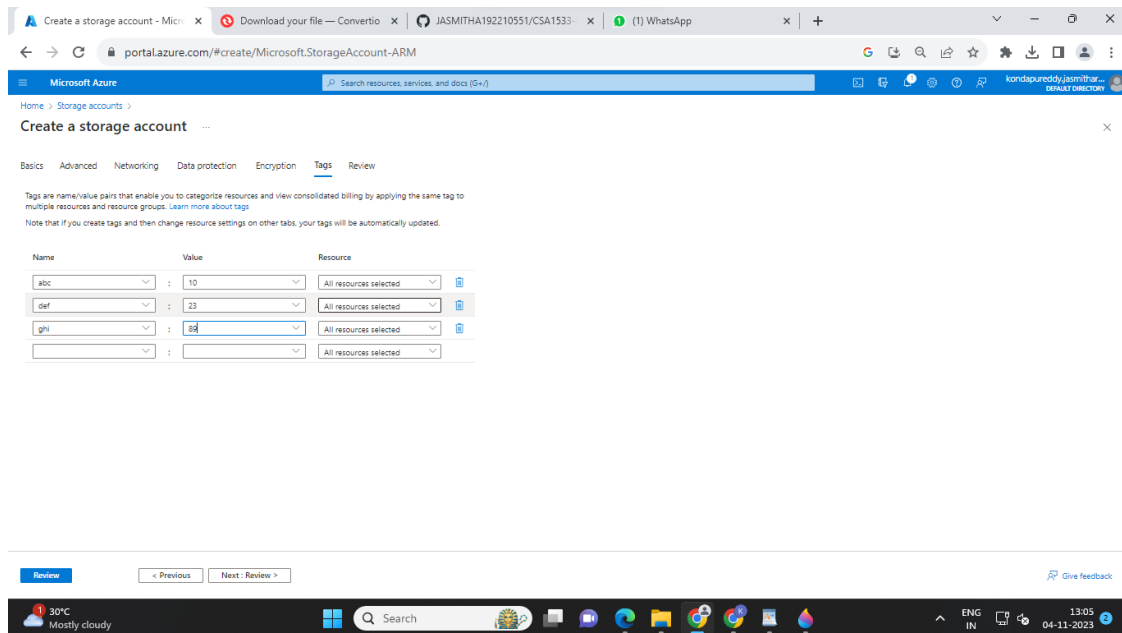 Create a storage account - Micr
Download your file — Convertio
JASMITHA192210551/CSA1533-
(1) WhatsApp
portal.azure.com/#create/Microsoft.StorageAccount-ARM
Microsoft Azure
Search resources, services, and docs (G+/)
1
kondapureddy.jasmithar...
DEFAULT DIRECTORY
Home > Storage accounts >
Create a storage account ...
Basics Advanced Networking Data protection Encryption Tags Review
Tags are name/value pairs that enable you to categorize resources and view consolidated billing by applying the same tag to
multiple resources and resource groups. Learn more about tags
Note that if you create tags and then change resource settings on other tabs, your tags will be automatically updated.
Name Value Resource
abc : 10 All resources selected
def : 23 All resources selected
ghi : 89 All resources selected
: All resources selected
Review < Previous Next : Review > Give feedback
1 30°C
Mostly cloudy
Search
ENG
IN
13:05
04-11-2023
2